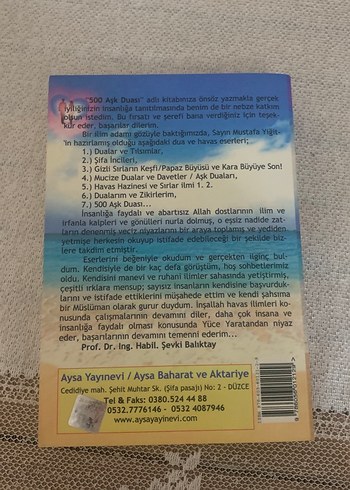 "500 Aşk Duası" adlı kitabımza önsöz yazmakla gerçek
iyiliğinizin insanlığa tanıtılmasında benim de bir nebze katkım
olsun istedim. Bu fırsatı ve şerefi bana verdiğiniz için teşek-
kür eder, başarılar dilerim.
Bir ilim adamı gözüyle baktığımızda, Sayın Mustafa Yiğit-
'in hazırlamış olduğu aşağıdaki dua ve havas eserleri;
1.) Dualar ve Tılsımlar,
2.) Şifa İncileri,
3.) Gizli Sırların Keşfi/Papaz Büyüsü ve Kara Büyüye Son!
4.) Mucize Dualar ve Davetler / Aşk Duaları,
5.) Havas Hazinesi ve Sırlar İlmi 1. 2.
6.) Dualarım ve Zikirlerim,
7.) 500 Aşk Duası...
İnsanlığa faydalı ve abartısız Allah dostlarının ilim ve
irfanla kalpleri ve gönülleri nurla dolmuş, o eşsiz nadide zat-
ların denenmiş veciz niyazlarını bir araya toplamış ve yediden
yetmişe herkesin okuyup istifade edebileceği bir şekilde bizle-
re takdim etmiştir.
Eserlerini beğeniyle okudum ve gerçekten ilginç bul-
dum. Kendisiyle de bir kaç defa görüştüm, hoş sohbetlerimiz
oldu. Kendisini manevi ve ruhani ilimler sahasında yetiştirmiş,
çeşitli ırklara mensup; sayısız insanların kendisine başvurduk-
larını ve istifade ettiklerini müşahede ettim ve kendi şahsıma
bir Müslüman olarak gurur duydum. İnşallah havas ilimleri ko-
nusunda çalışmalarının devamını diler, daha çok insana ve
insanlığa faydalı olması konusunda Yüce Yaratandan niyaz
eder, başarılarının devamını temenni ederim...
Prof. Dr. Ing. Habil. Şevki Balıktay
Aysa Yayınevi / Aysa Baharat ve Aktariye
Cedidiye mah. Şehit Muhtar Sk. (Şifa pasajı) No: 2 - DÜZCE
Tel & Faks: 0380.524 44 88
0532.7776146 - 0532 4087946
www.aysayayinevi.com